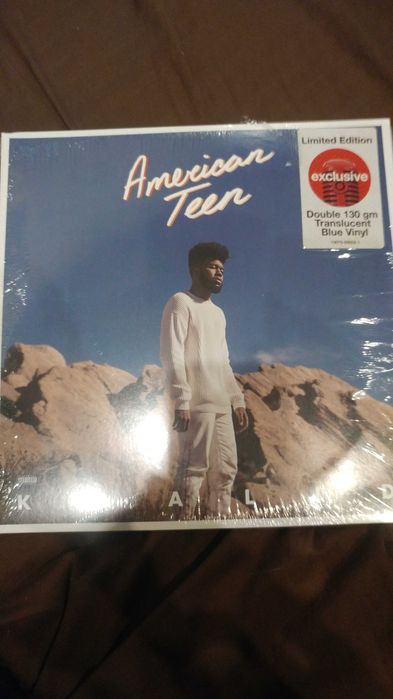 American
Teen
Limited Edition
exclusive
Double 130 gm
Translucent
Blue Vinyl
K A L D